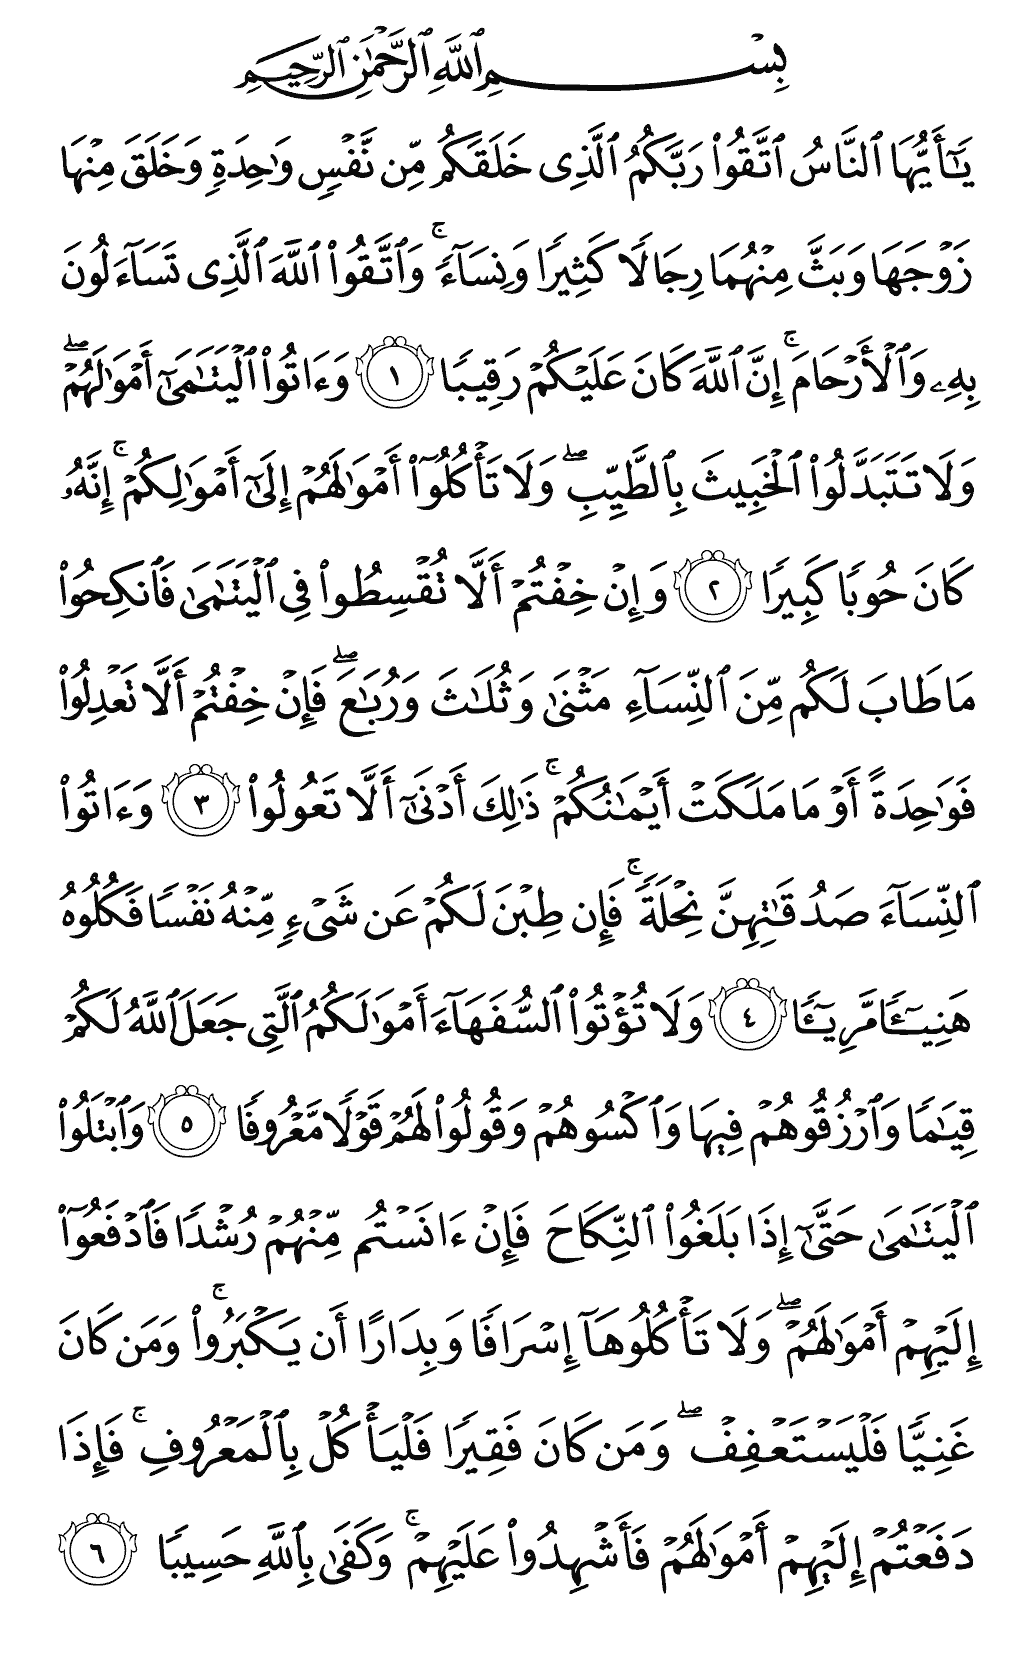 بِسْمِ ٱللَّهِ ٱلرَّحْمَٰنِ ٱلرَّحِيمِ
يَٰٓأَيُّهَا ٱلنَّاسُ ٱتَّقُوا۟ رَبَّكُمُ ٱلَّذِى خَلَقَكُم مِّن نَّفْسٍ وَٰحِدَةٍ وَخَلَقَ مِنْهَا
زَوْجَهَا وَبَثَّ مِنْهُمَا رِجَالًا كَثِيرًا وَنِسَآءً ۚ وَٱتَّقُوا۟ ٱللَّهَ ٱلَّذِى تَسَآءَلُونَ
بِهِۦ وَٱلْأَرْحَامَ ۚ إِنَّ ٱللَّهَ كَانَ عَلَيْكُمْ رَقِيبًا ١ وَءَاتُوا۟ ٱلْيَتَٰمَىٰٓ أَمْوَٰلَهُمْ ۖ
وَلَا تَتَبَدَّلُوا۟ ٱلْخَبِيثَ بِٱلطَّيِّبِ ۖ وَلَا تَأْكُلُوٓا۟ أَمْوَٰلَهُمْ إِلَىٰٓ أَمْوَٰلِكُمْ ۚ إِنَّهُۥ
كَانَ حُوبًا كَبِيرًا ٢ وَإِنْ خِفْتُمْ أَلَّا تُقْسِطُوا۟ فِى ٱلْيَتَٰمَىٰ فَٱنكِحُوا۟
مَا طَابَ لَكُم مِّنَ ٱلنِّسَآءِ مَثْنَىٰ وَثُلَٰثَ وَرُبَٰعَ ۖ فَإِنْ خِفْتُمْ أَلَّا تَعْدِلُوا۟
فَوَٰحِدَةً أَوْ مَا مَلَكَتْ أَيْمَٰنُكُمْ ۚ ذَٰلِكَ أَدْنَىٰٓ أَلَّا تَعُولُوا۟ ٣ وَءَاتُوا۟
ٱلنِّسَآءَ صَدُقَٰتِهِنَّ نِحْلَةً ۚ فَإِن طِبْنَ لَكُمْ عَن شَىْءٍ مِّنْهُ نَفْسًا فَكُلُوهُ
هَنِيٓـًٔا مَّرِيٓـًٔا ٤ وَلَا تُؤْتُوا۟ ٱلسُّفَهَآءَ أَمْوَٰلَكُمُ ٱلَّتِى جَعَلَ ٱللَّهُ لَكُمْ
قِيَٰمًا وَٱرْزُقُوهُمْ فِيهَا وَٱكْسُوهُمْ وَقُولُوا۟ لَهُمْ قَوْلًا مَّعْرُوفًا ٥ وَٱبْتَلُوا۟
ٱلْيَتَٰمَىٰ حَتَّىٰٓ إِذَا بَلَغُوا۟ ٱلنِّكَاحَ فَإِنْ ءَانَسْتُم مِّنْهُمْ رُشْدًا فَٱدْفَعُوٓا۟
إِلَيْهِمْ أَمْوَٰلَهُمْ ۖ وَلَا تَأْكُلُوهَآ إِسْرَافًا وَبِدَارًا أَن يَكْبَرُوا۟ ۚ وَمَن كَانَ
غَنِيًّا فَلْيَسْتَعْفِفْ ۖ وَمَن كَانَ فَقِيرًا فَلْيَأْكُلْ بِٱلْمَعْرُوفِ ۚ فَإِذَا
دَفَعْتُمْ إِلَيْهِمْ أَمْوَٰلَهُمْ فَأَشْهِدُوا۟ عَلَيْهِمْ ۚ وَكَفَىٰ بِٱللَّهِ حَسِيبًا ٦